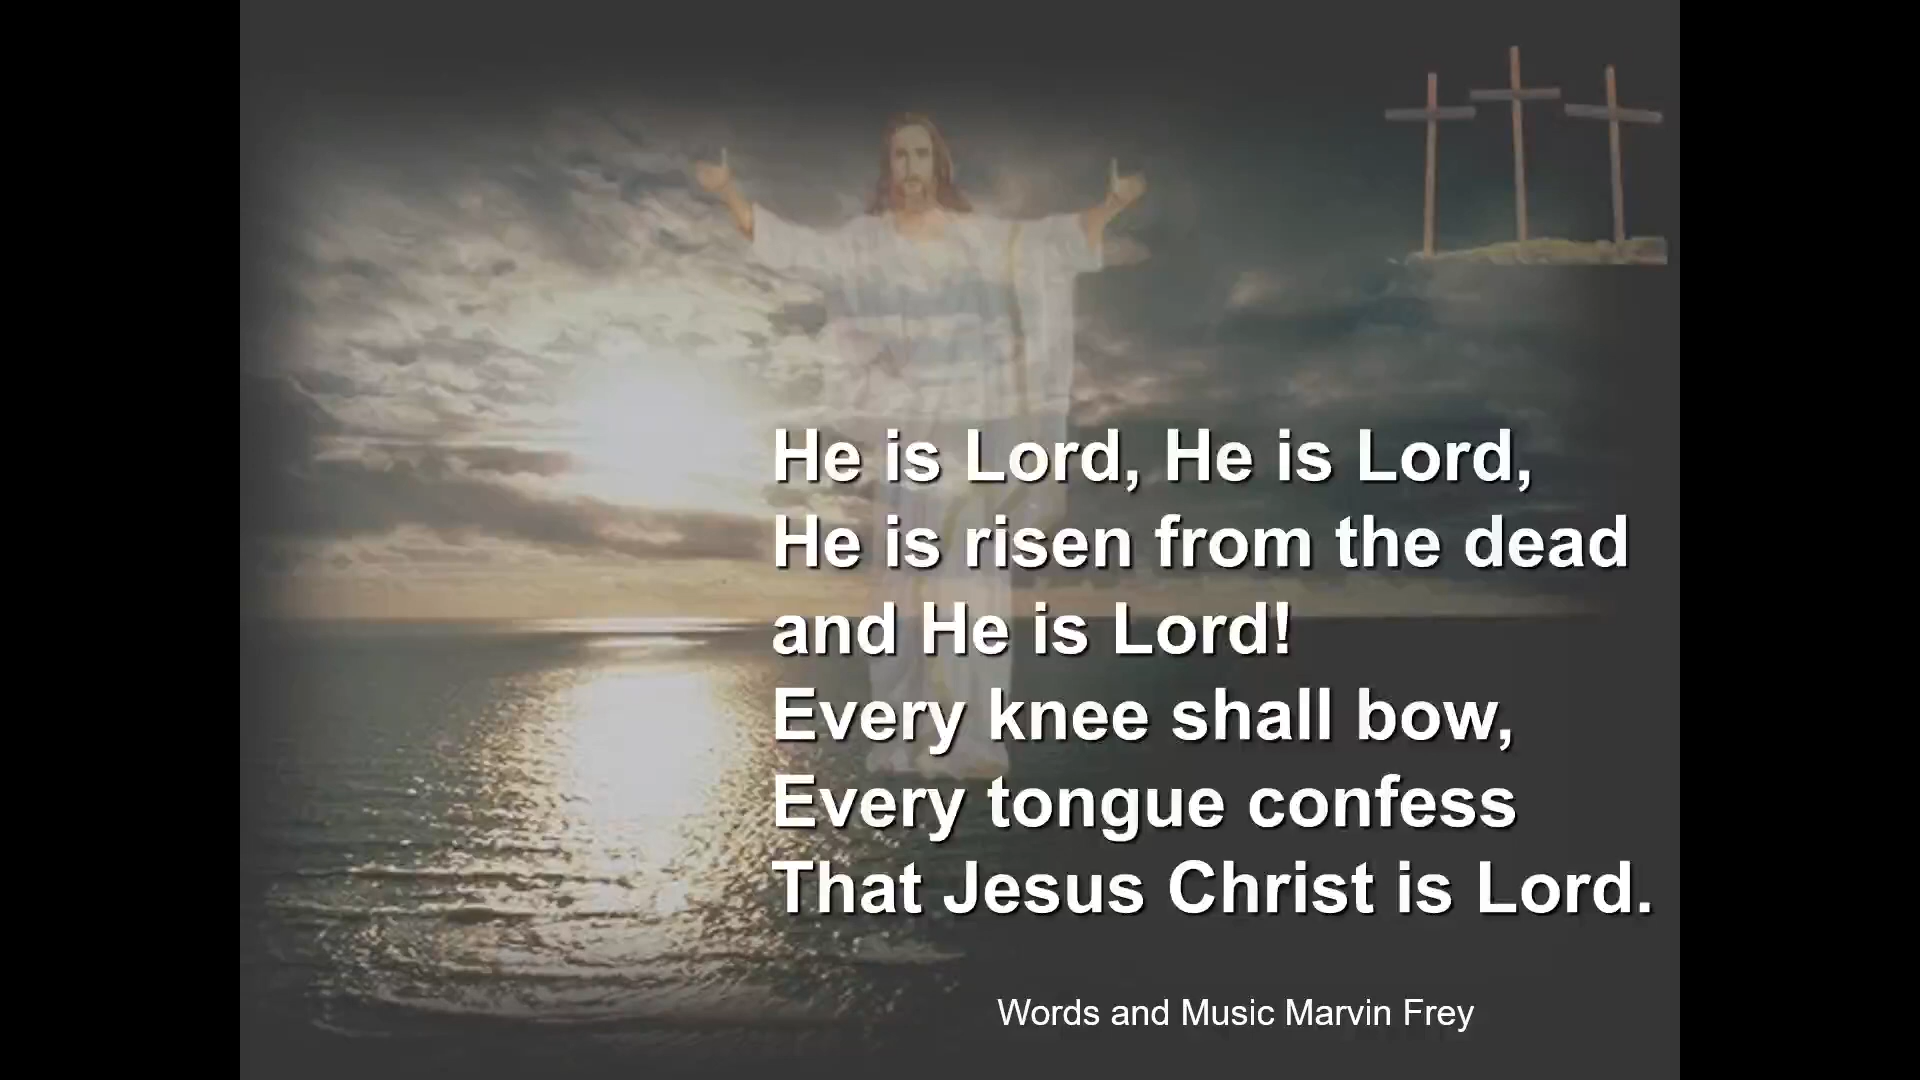 He is Lord, He is Lord,
He is risen from the dead
and He is Lord!
Every knee shall bow,
Every tongue confess
That Jesus Christ is Lord.
Words and Music Marvin Frey